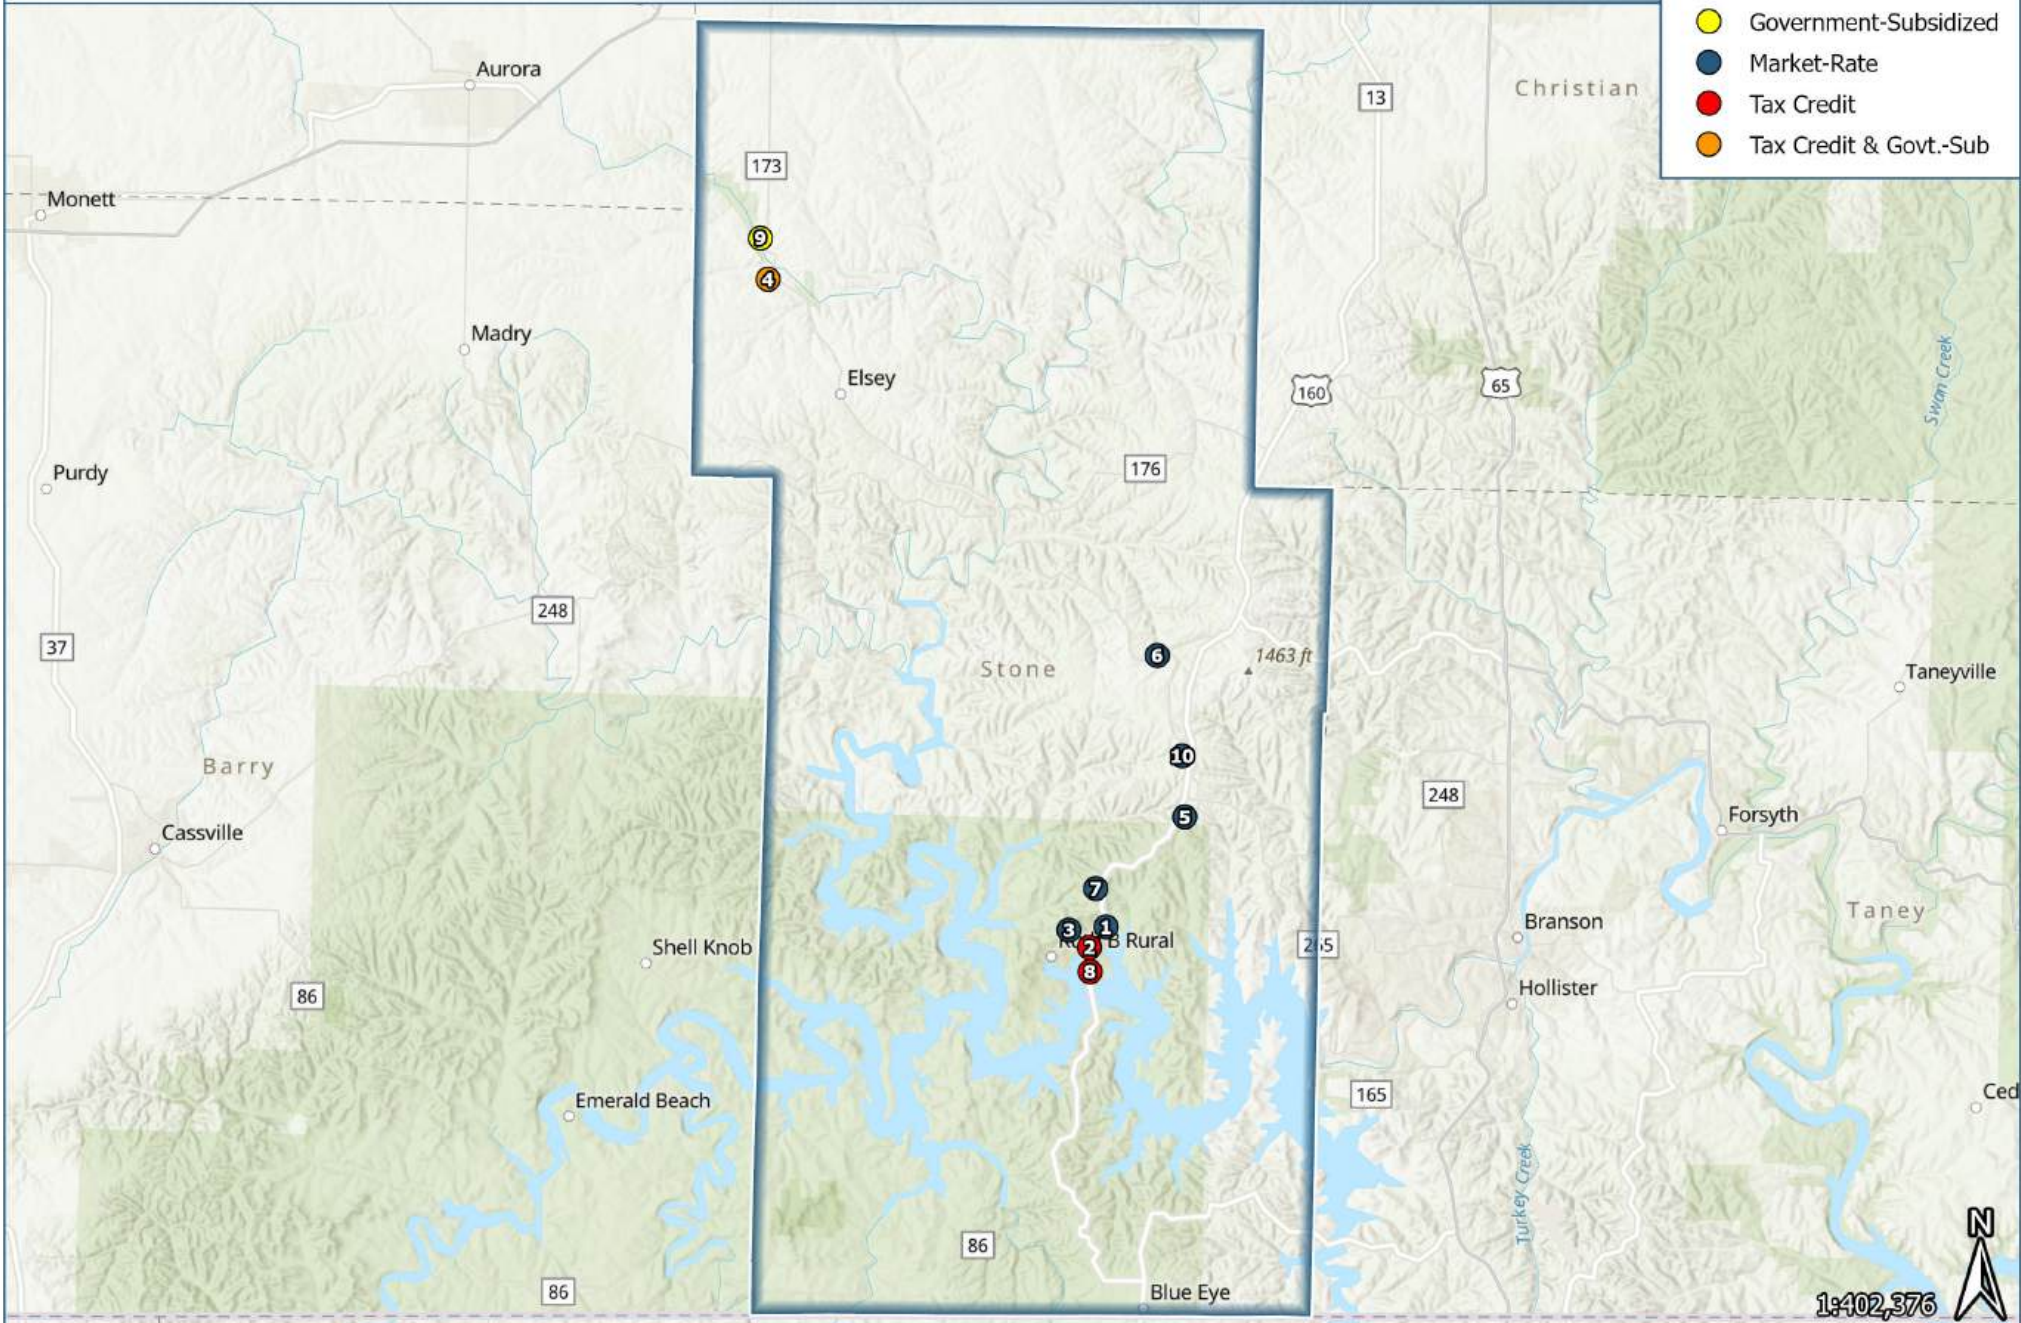 Government-Subsidized
Market-Rate
Tax Credit
Tax Credit & Govt.-Sub
Aurora
13
Christian
173
Monett
9
4
Madry
Elsey
160
65
Swan Creek
Purdy
176
248
37
6
Stone
1463 ft
Taneyville
Barry
10
248
5
Forsyth
Cassville
7
Taney
3
1
Branson
B Rural
2
265
Shell Knob
8
86
Hollister
Emerald Beach
165
Ced
Turkey Creek
86
N
86
Blue Eye
1:402,376